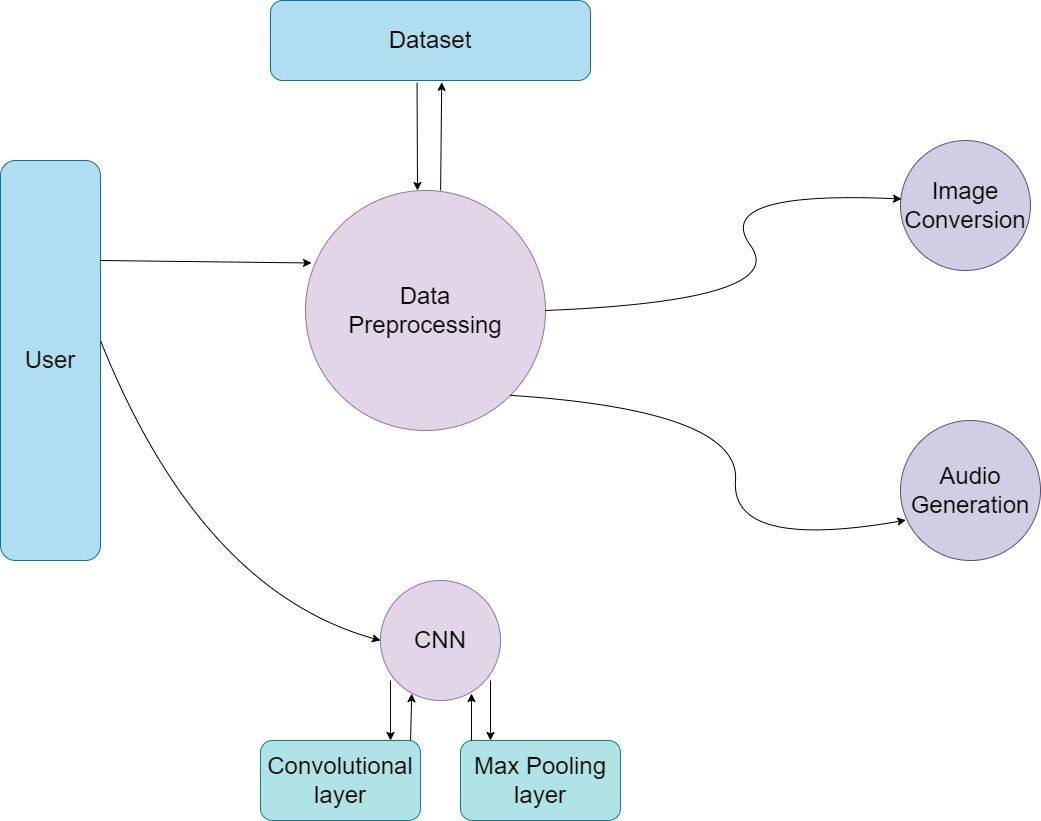 Dataset
Image
Conversion
Data
Preprocessing
User
Audio
Generation
CNN
Convolutional
layer
Max Pooling
layer